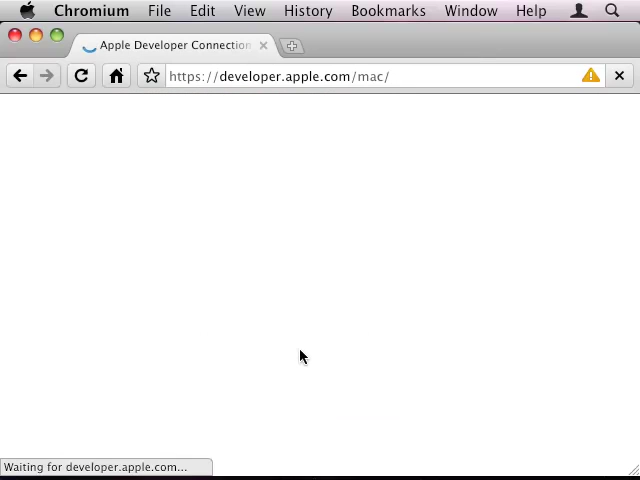 Chromium File Edit View History Bookmarks Window Help
Apple Developer Connection
https://developer.apple.com/mac/
Waiting for developer.apple.com...